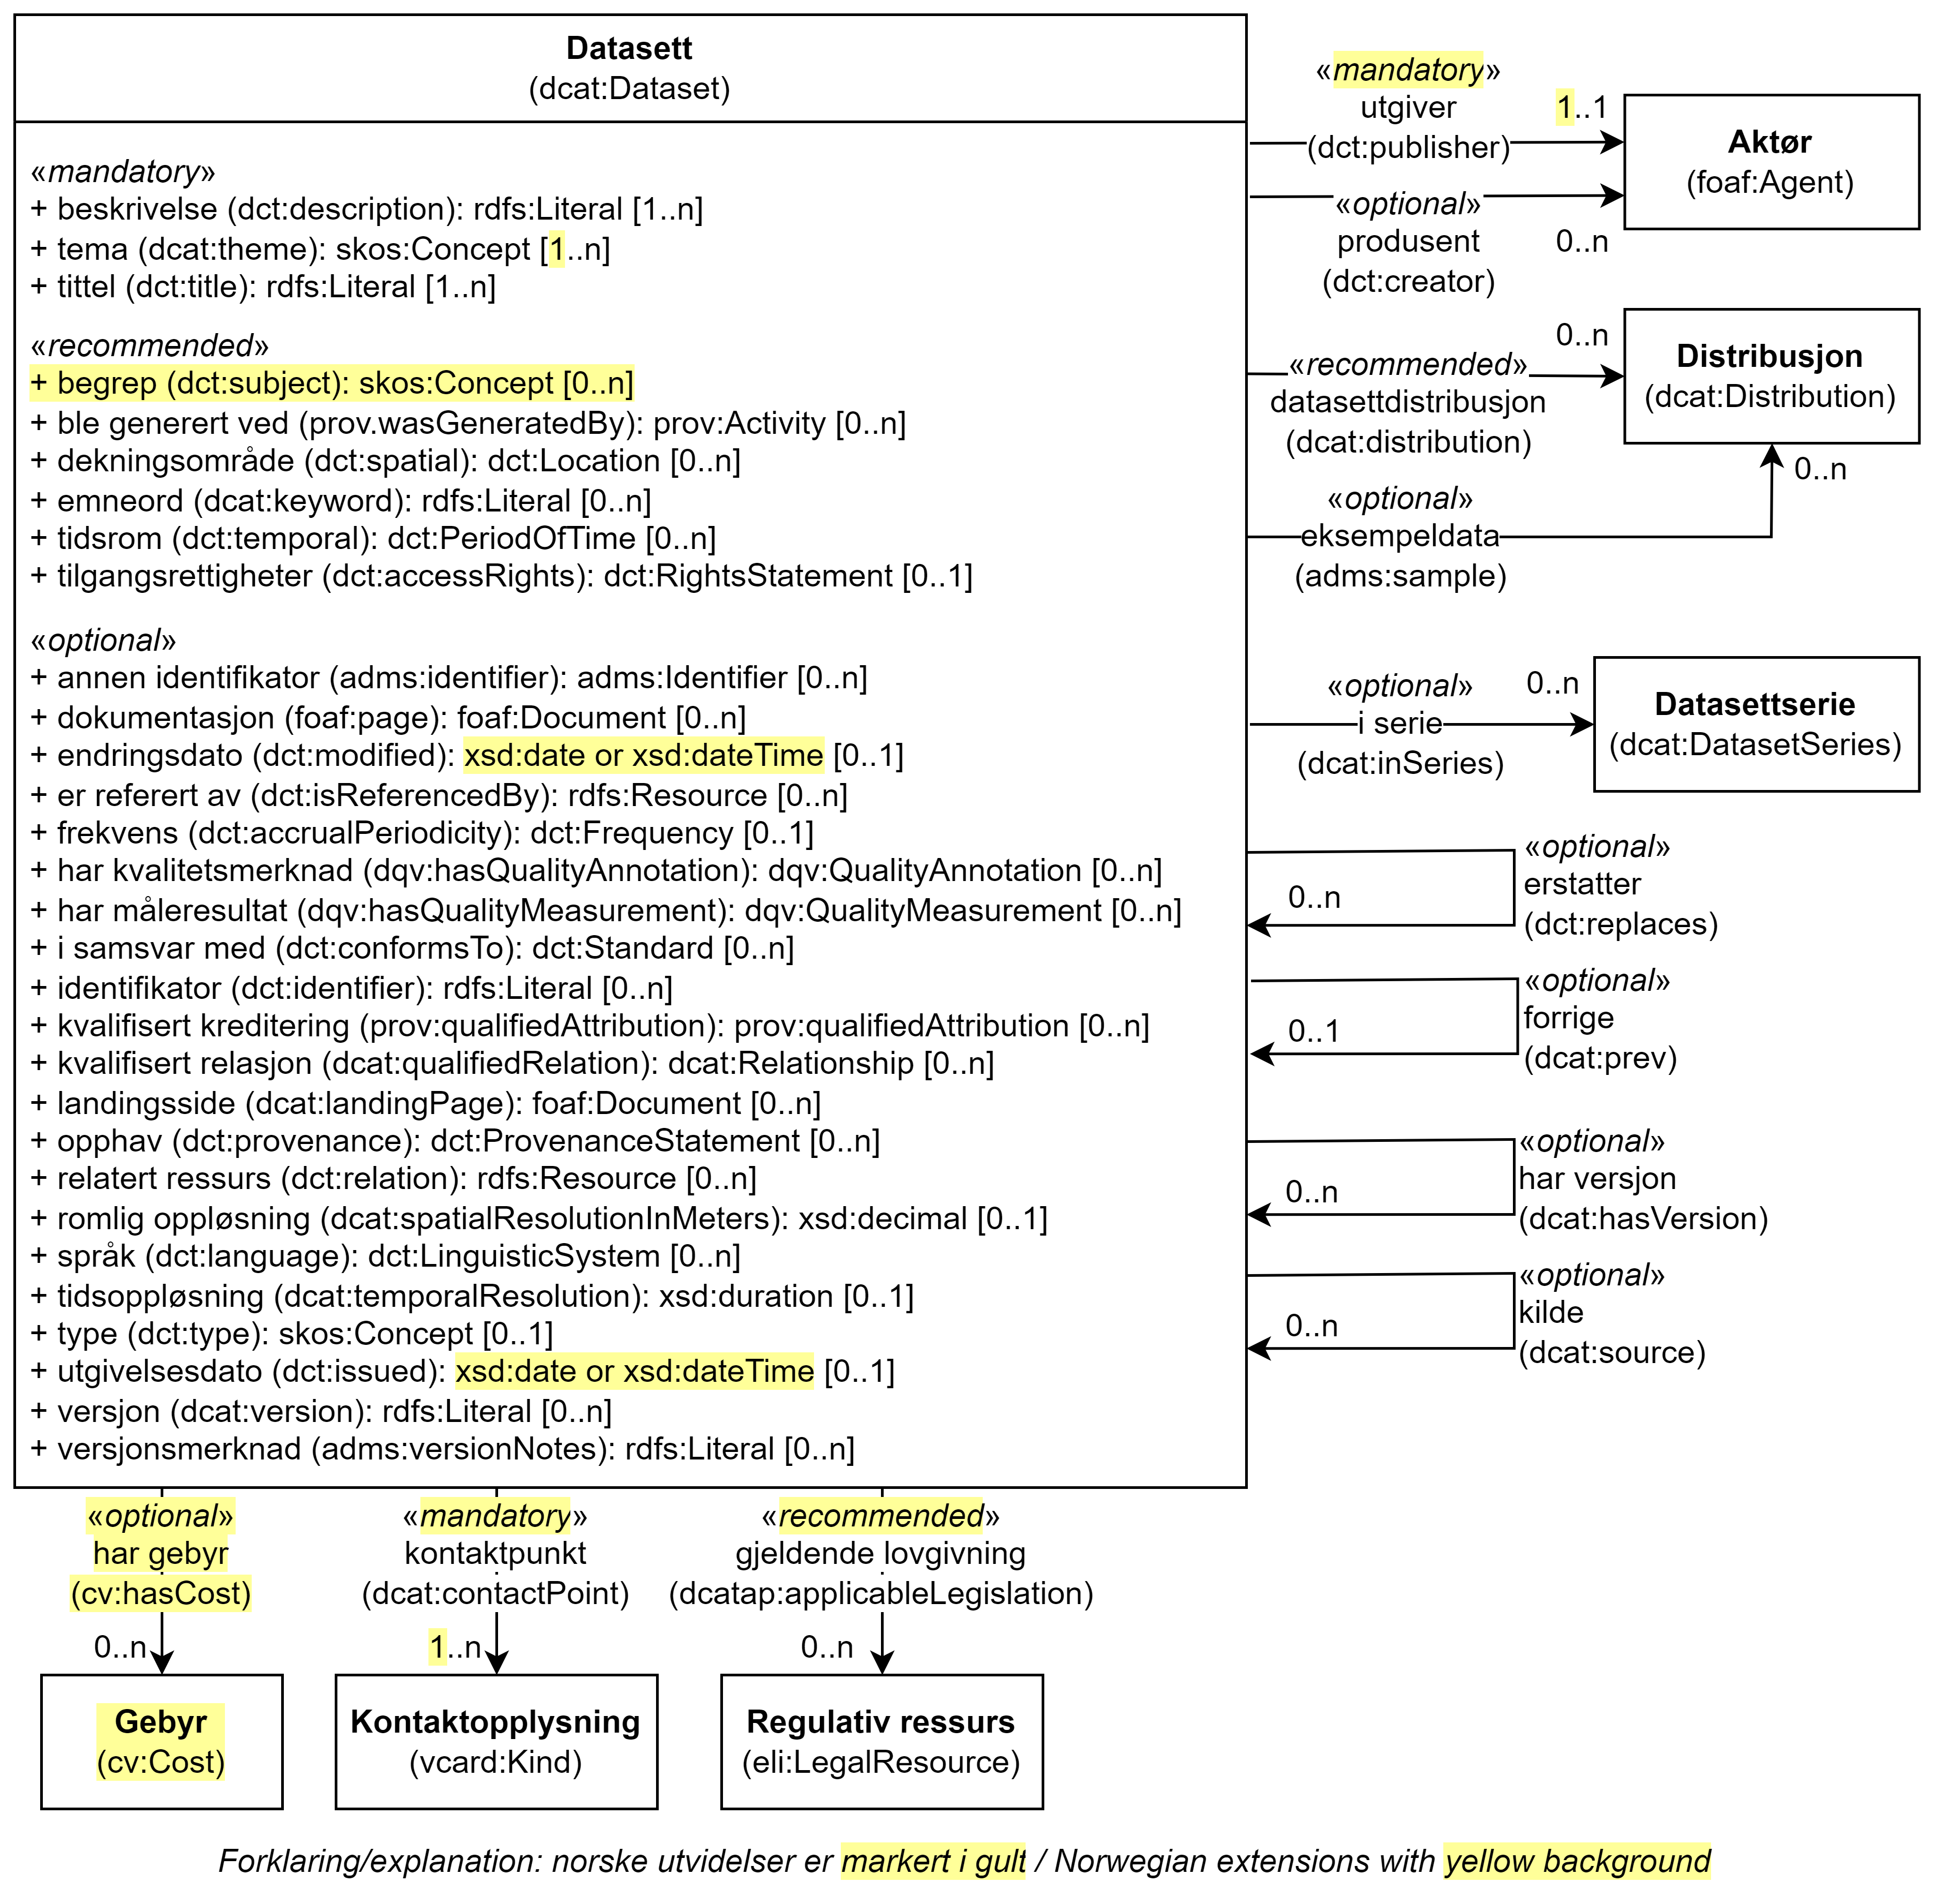 Datasett
(dcat:Dataset)
«mandatory»
+ beskrivelse (dct:description): rdfs:Literal [1..n]
+ tema (dcat:theme): skos:Concept [1..n]
+ tittel (dct:title): rdfs:Literal [1..n]
«recommended»
+ begrep (dct:subject): skos:Concept [0..n]
+ ble generert ved (prov.wasGeneratedBy): prov:Activity [0..n]
+ dekningsområde (dct:spatial): dct:Location [0..n]
+ emneord (dcat:keyword): rdfs:Literal [0..n]
+ tidsrom (dct:temporal): dct:PeriodOfTime [0..n]
+ tilgangsrettigheter (dct:accessRights): dct:RightsStatement [0..1]
«optional»
+ annen identifikator (adms:identifier): adms:Identifier [0..n]
+ dokumentasjon (foaf:page): foaf:Document [0..n]
+ endringsdato (dct:modified): xsd:date or xsd:dateTime [0..1]
+ er referert av (dct:isReferencedBy): rdfs:Resource [0..n]
+ frekvens (dct:accrualPeriodicity): dct:Frequency [0..1]
+ har kvalitetsmerknad (dqv:hasQualityAnnotation): dqv:QualityAnnotation [0..n]
+ har måleresultat (dqv:hasQualityMeasurement): dqv:QualityMeasurement [0..n]
+ i samsvar med (dct:conformsTo): dct:Standard [0..n]
+ identifikator (dct:identifier): rdfs:Literal [0..n]
+ kvalifisert kreditering (prov:qualifiedAttribution): prov:qualifiedAttribution [0..n]
+ kvalifisert relasjon (dcat:qualifiedRelation): dcat:Relationship [0..n]
+ landingsside (dcat:landingPage): foaf:Document [0..n]
+ opphav (dct:provenance): dct:ProvenanceStatement [0..n]
+ relatert ressurs (dct:relation): rdfs:Resource [0..n]
+ romlig oppløsning (dcat:spatialResolutionInMeters): xsd:decimal [0..1]
+ språk (dct:language): dct:LinguisticSystem [0..n]
+ tidsoppløsning (dcat:temporalResolution): xsd:duration [0..1]
+ type (dct:type): skos:Concept [0..1]
+ utgivelsesdato (dct:issued): xsd:date or xsd:dateTime [0..1]
+ versjon (dcat:version): rdfs:Literal [0..n]
+ versjonsmerknad (adms:versionNotes): rdfs:Literal [0..n]
«mandatory»
utgiver
(dct:publisher)
1..1
«optional»
produsent
(dct:creator)
0..n
Aktør
(foaf:Agent)
«recommended»
datasettdistribusjon
(dcat:distribution)
0..n
Distribusjon
(dcat:Distribution)
«optional»
eksempeldata
(adms:sample)
0..n
«optional»
i serie
(dcat:inSeries)
0..n
Datasettserie
(dcat:DatasetSeries)
«optional»
erstatter
(dct:replaces)
0..n
«optional»
forrige
(dcat:prev)
0..1
«optional»
har versjon
(dcat:hasVersion)
0..n
«optional»
kilde
(dcat:source)
0..n
«optional»
har gebyr
(cv:hasCost)
0..n
Gebyr
(cv:Cost)
«mandatory»
kontaktpunkt
(dcat:contactPoint)
1..n
Kontaktopplysning
(vcard:Kind)
«recommended»
gjeldende lovgivning
(dcatap:applicableLegislation)
0..n
Regulativ ressurs
(eli:LegalResource)
Forklaring/explanation: norske utvidelser er markert i gult / Norwegian extensions with yellow background